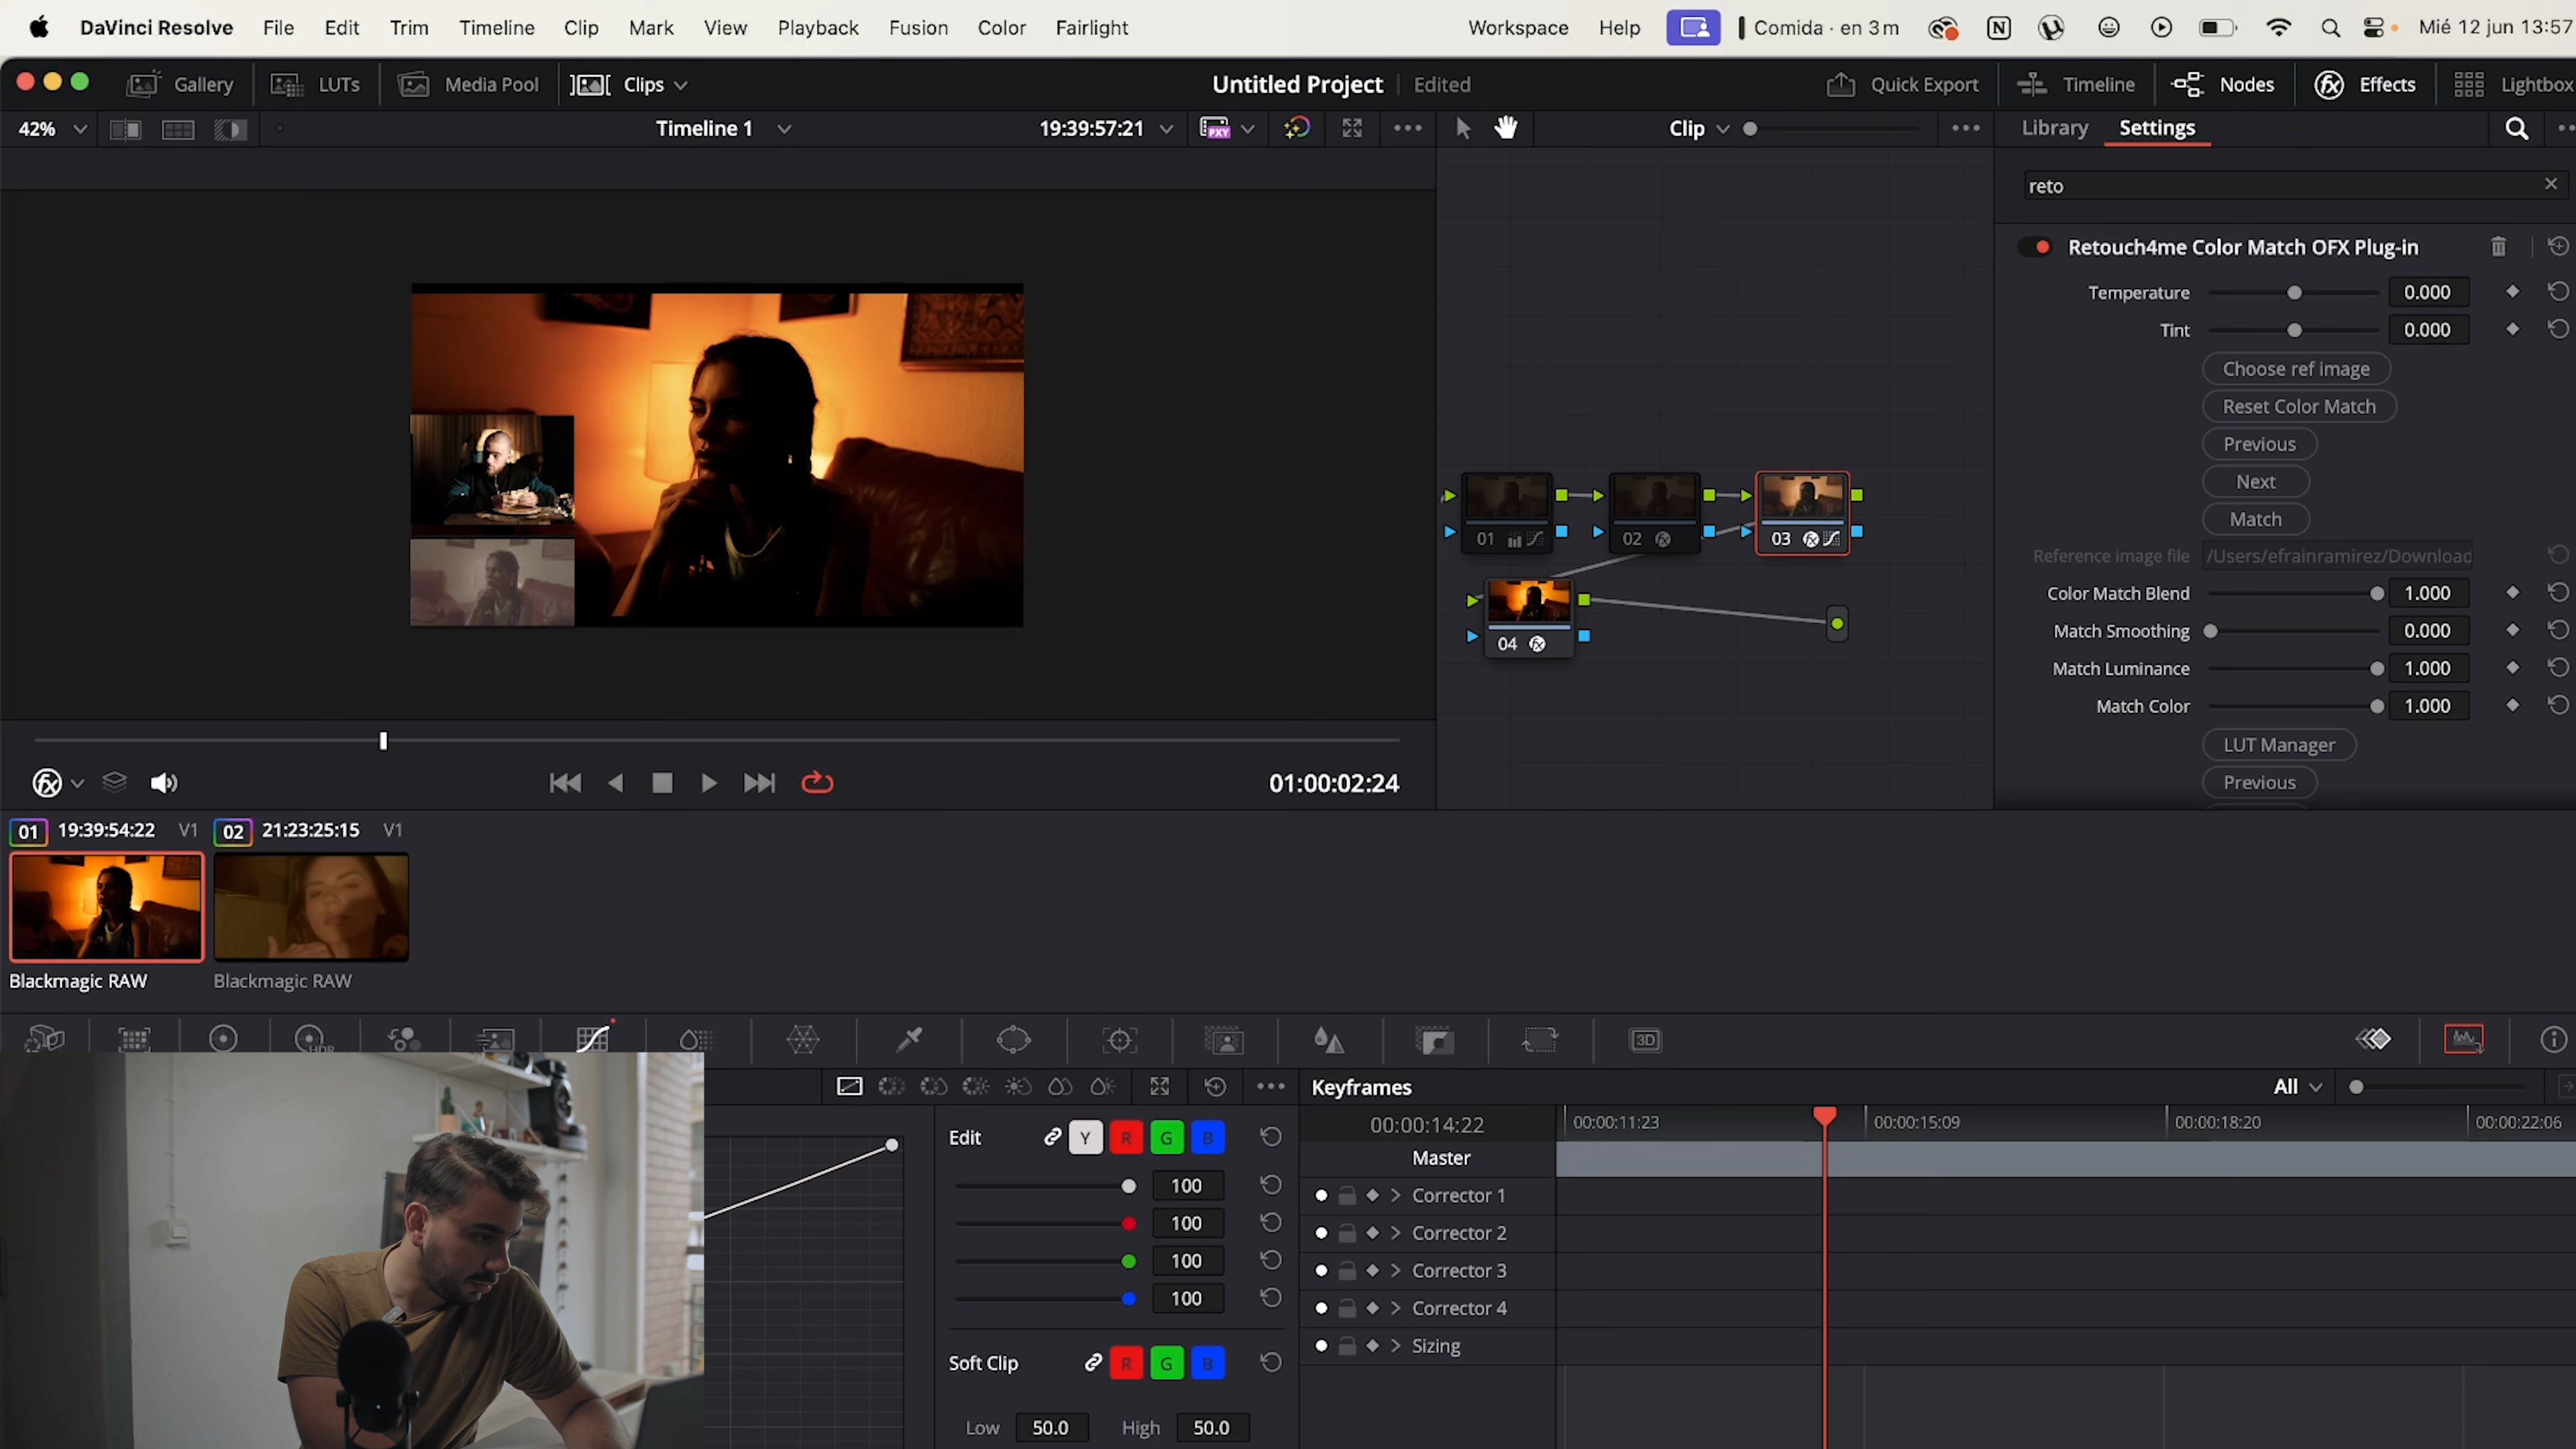 DaVinci Resolve File Edit Trim Timeline Clip Mark View Playback Fusion Color Fairlight Workspace Help Comida · en 3 m Mié 12 jun 13:57
Gallery LUTs Media Pool Clips Untitled Project Edited Quick Export Timeline Nodes Effects Lightbox
42% Timeline 1 19:39:57:21 PXY Clip Library Settings
reto
Retouch4me Color Match OFX Plug-in
Temperature 0.000
Tint 0.000
Choose ref image
Reset Color Match
Previous
Next
Match
Reference image file /Users/efrainramirez/Download
Color Match Blend 1.000
Match Smoothing 0.000
Match Luminance 1.000
Match Color 1.000
LUT Manager
Previous
01 02 03
04
01:00:02:24
01 19:39:54:22 V1 02 21:23:25:15 V1
Blackmagic RAW Blackmagic RAW
HDR 3D
Keyframes All
Edit Y R G B
100
100
100
100
Soft Clip R G B
Low 50.0 High 50.0
00:00:14:22 00:00:11:23 00:00:15:09 00:00:18:20 00:00:22:06
Master
Corrector 1
Corrector 2
Corrector 3
Corrector 4
Sizing